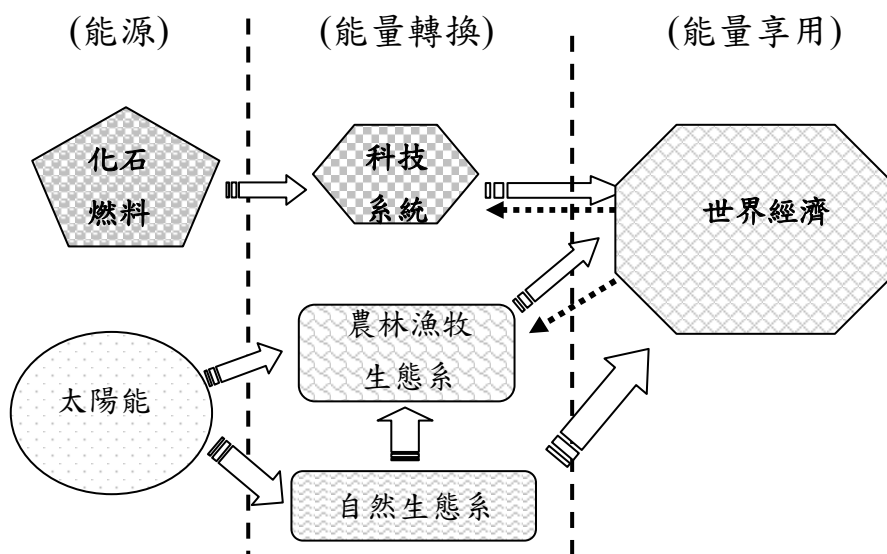 (能源)
(能量轉換)
(能量享用)
化石
燃料
科技
系統
世界經濟
農林漁牧
生態系
太陽能
自然生態系